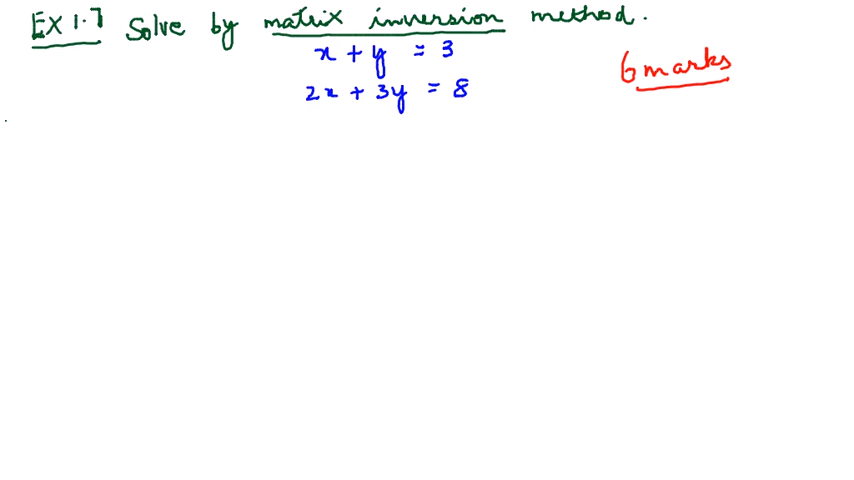 EX 1.7 Solve by matrix inversion method.
x + y = 3
6 marks
2x + 3y = 8